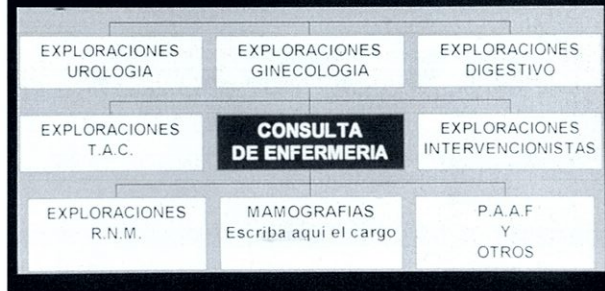 EXPLORACIONES
UROLOGIA
EXPLORACIONES
GINECOLOGIA
EXPLORACIONES
DIGESTIVO
EXPLORACIONES
T.A.C.
CONSULTA
DE ENFERMERIA
EXPLORACIONES
INTERVENCIONISTAS
EXPLORACIONES
R.N.M.
MAMOGRAFIAS
Escriba aqui el cargo
P.A.A.F
Y
OTROS